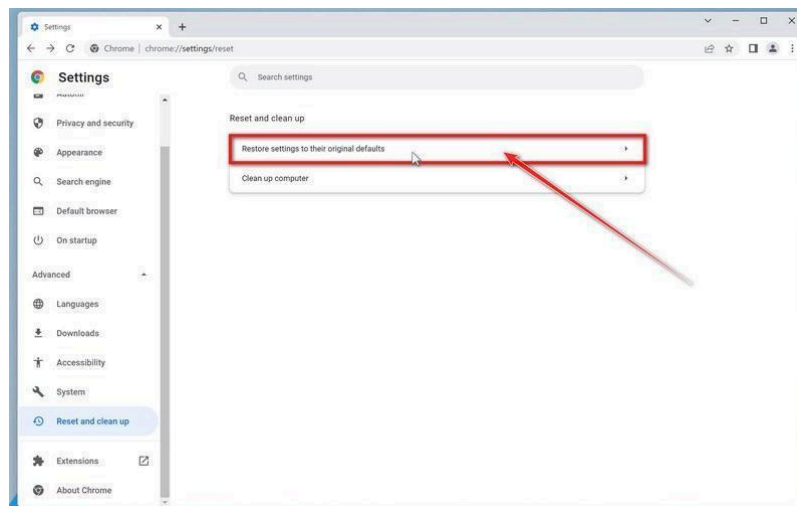 Settings
Chrome | chrome://settings/reset
Settings
Search settings
Autofill
Privacy and security
Appearance
Search engine
Default browser
On startup
Advanced
Languages
Downloads
Accessibility
System
Reset and clean up
Extensions
About Chrome
Reset and clean up
Restore settings to their original defaults
Clean up computer